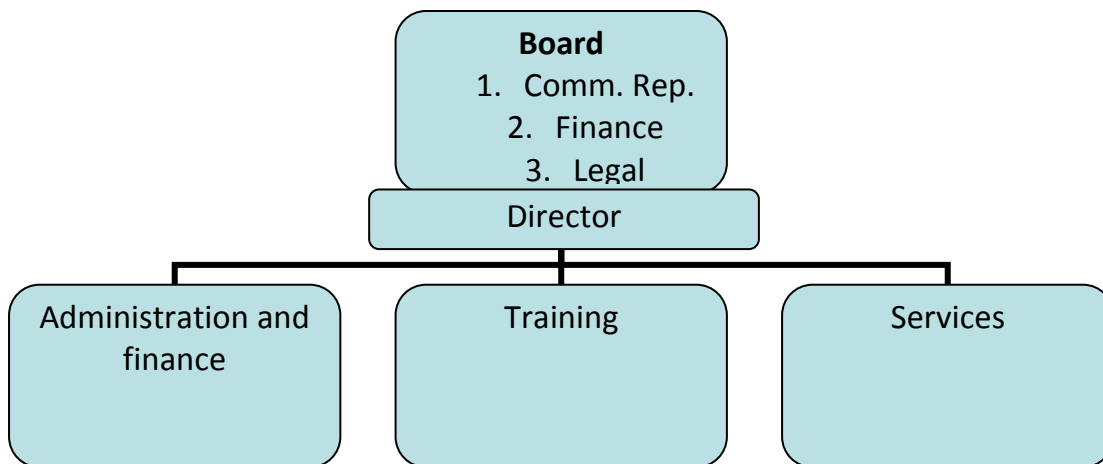 Board
1. Comm. Rep.
2. Finance
3. Legal
Director
Administration and
finance
Training
Services